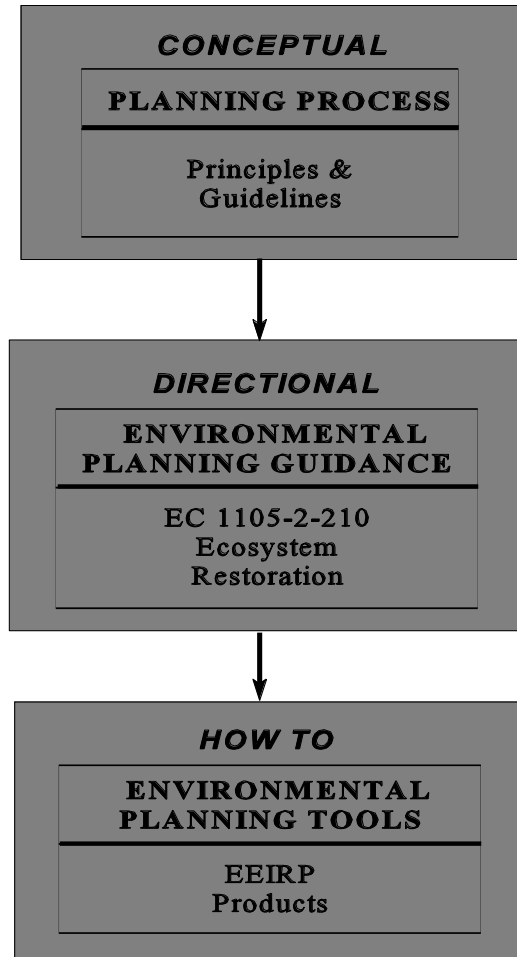 CONCEPTUAL
PLANNING PROCESS
Principles &
Guidelines
DIRECTIONAL
ENVIRONMENTAL
PLANNING GUIDANCE
EC 1105-2-210
Ecosystem
Restoration
HOW TO
ENVIRONMENTAL
PLANNING TOOLS
EEIRP
Products